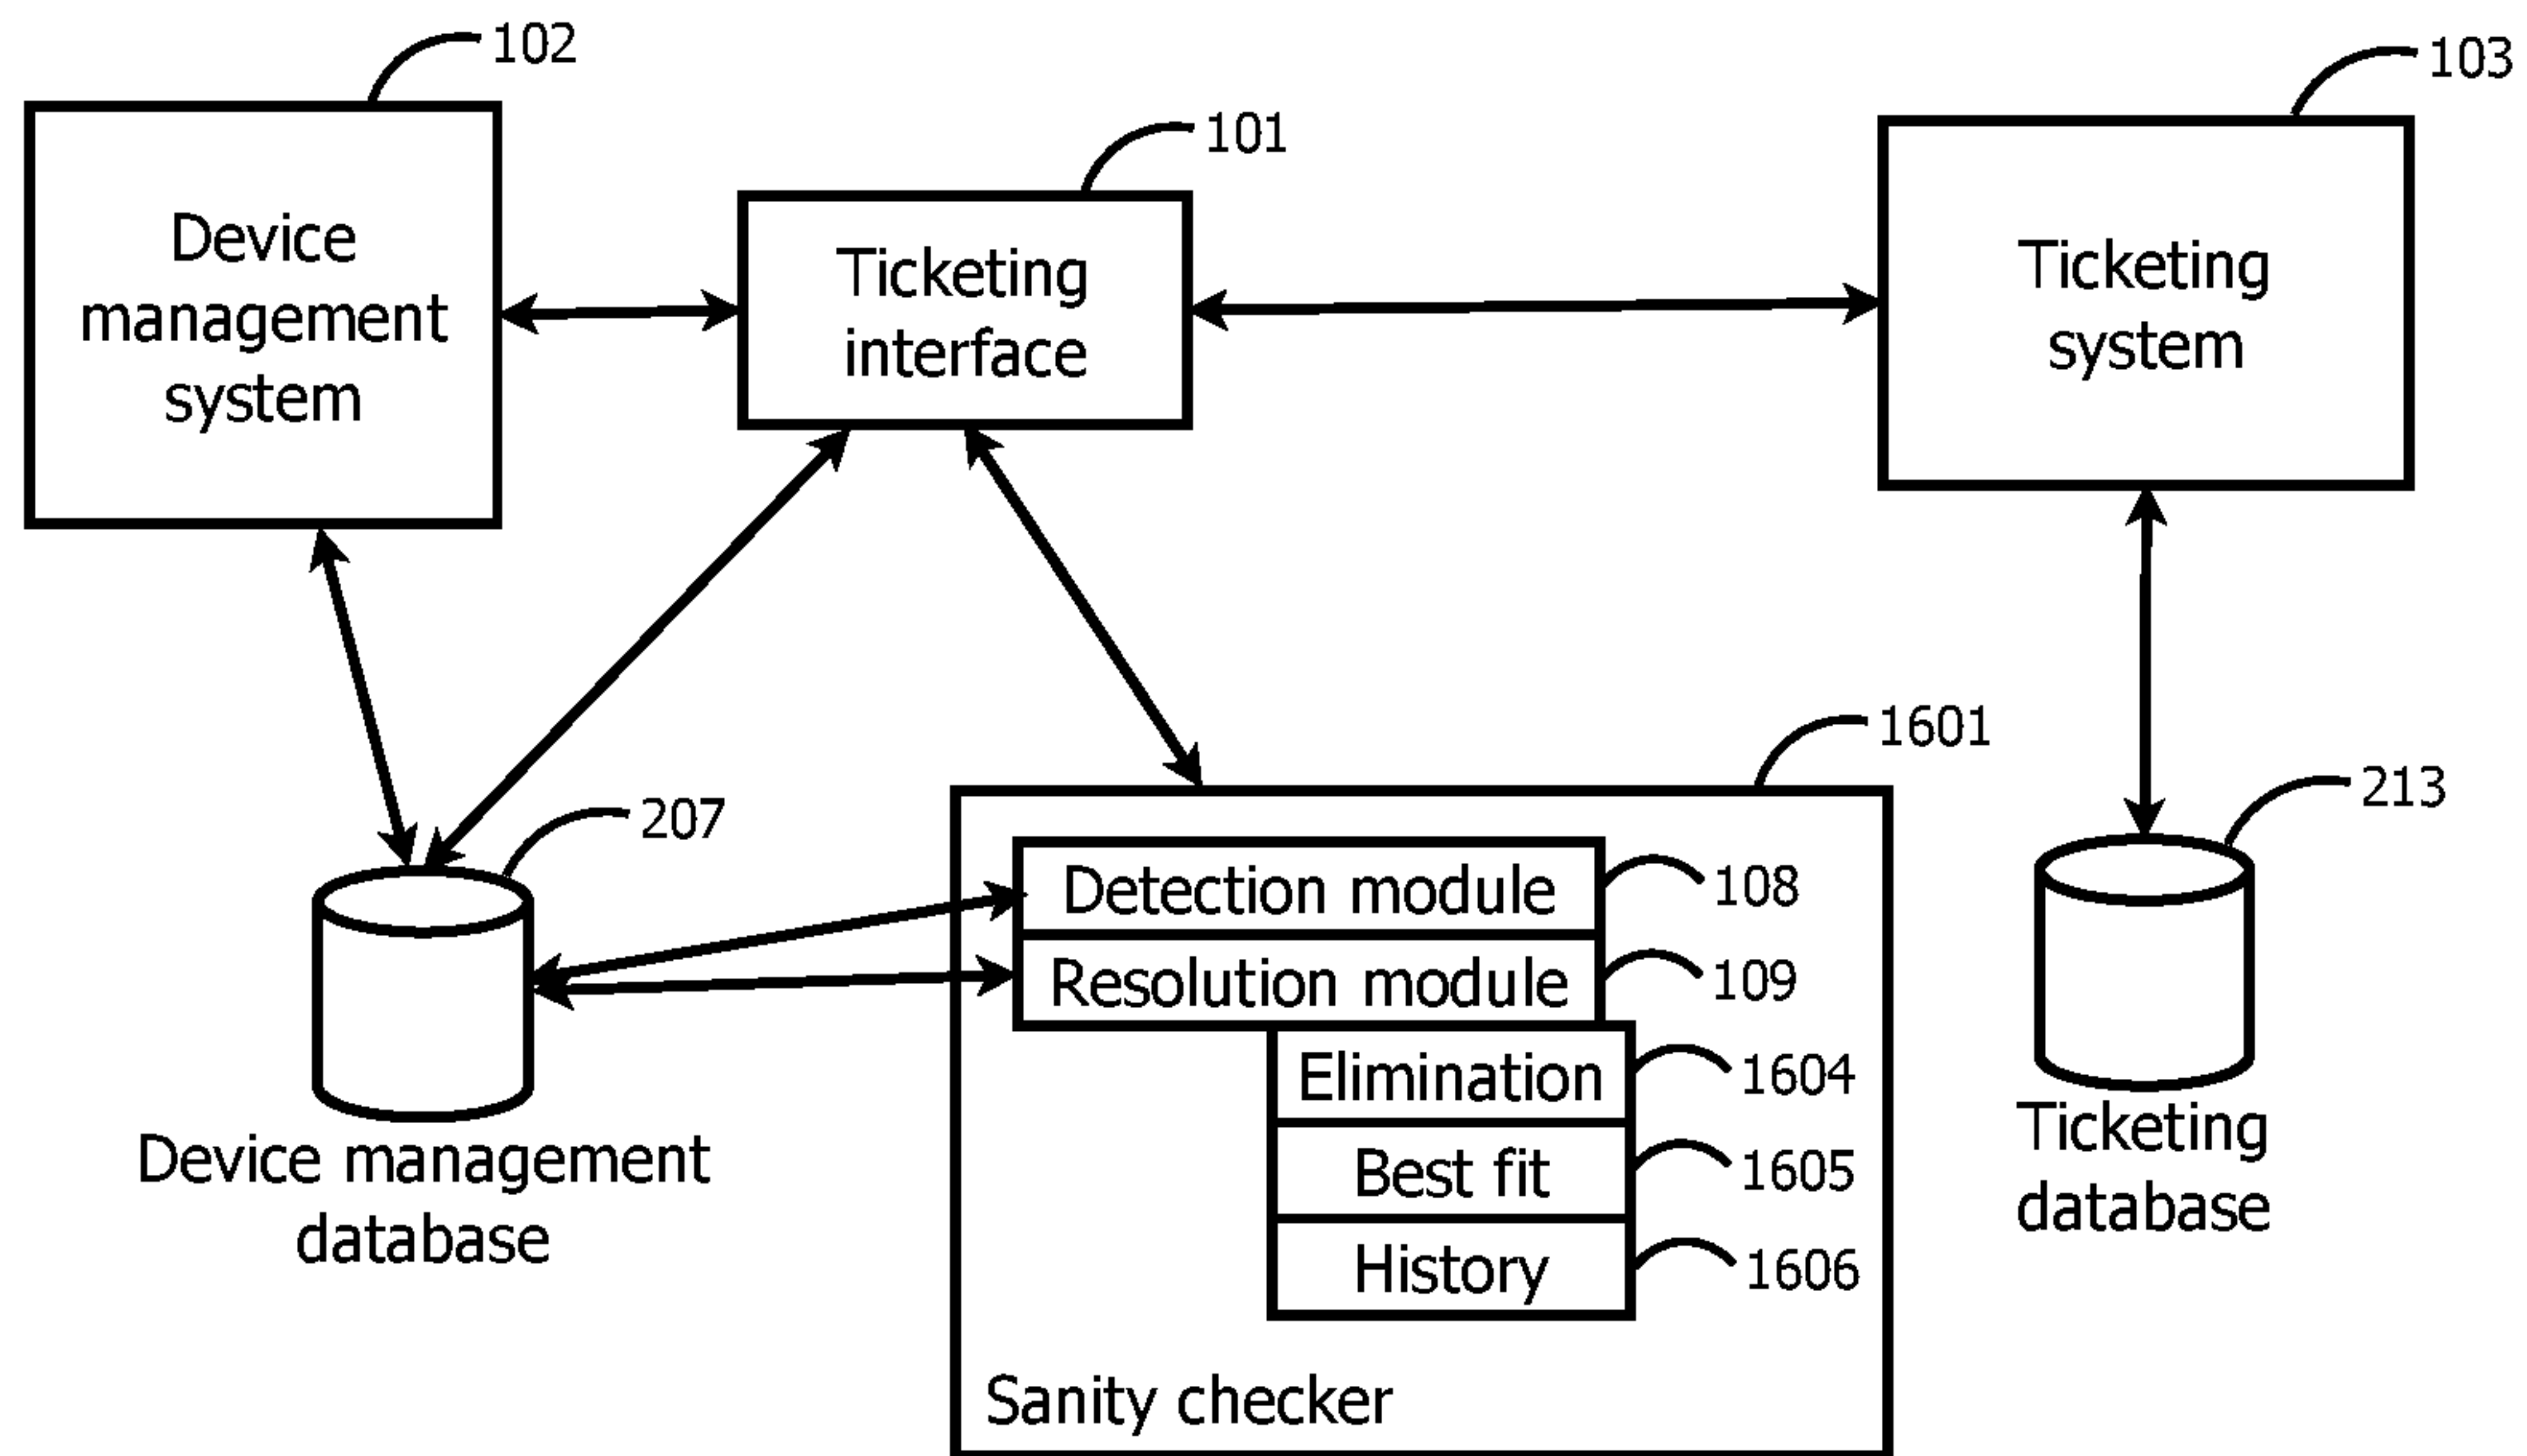 102
103
101
Device
management
system
Ticketing
interface
Ticketing
system
1601
213
207
Detection module
108
Resolution module
109
Elimination
1604
Best fit
1605
History
1606
Device management
database
Ticketing
database
Sanity checker